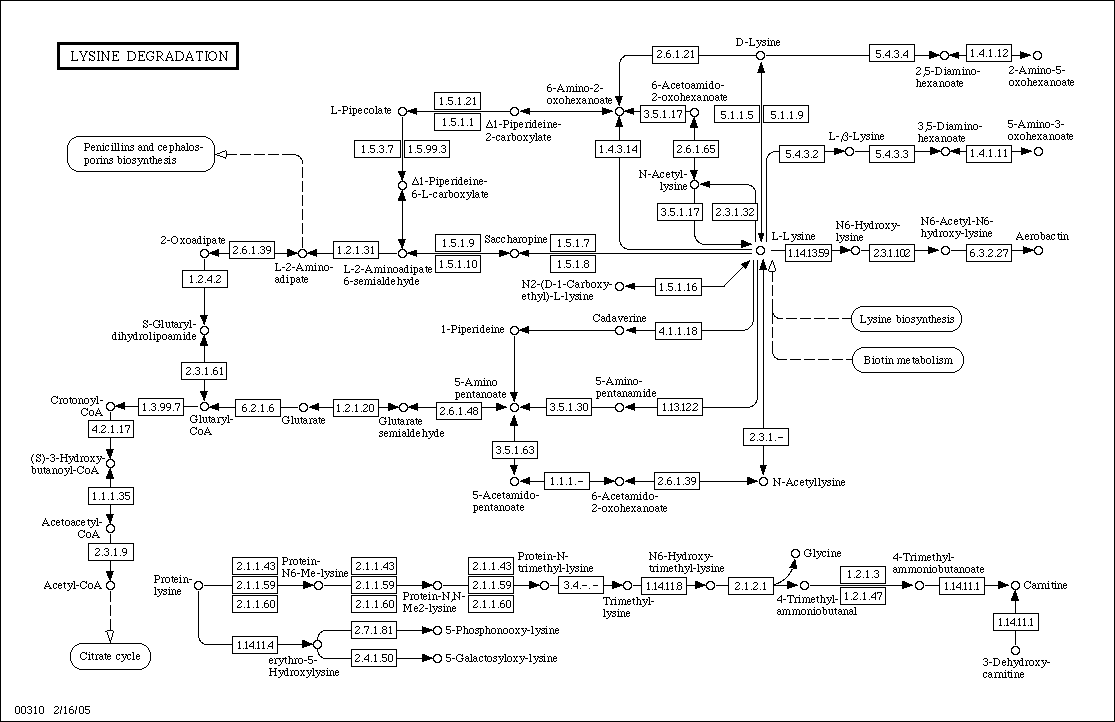 LYSINE DEGRADATION
D-Lysine
2.6.1.21
5.4.3.4
1.4.1.12
2,5-Diamino-
hexanoate
2-Amino-5-
oxohexanoate
6-Amino-2-
oxohexanoate
6-Acetoamido-
2-oxohexanoate
L-Pipecolate
1.5.1.21
1.5.1.1
Δ1-Piperideine-
2-carboxylate
3.5.1.17
5.1.1.5
5.1.1.9
L-β-Lysine
3,5-Diamino-
hexanoate
5-Amino-3-
oxohexanoate
Penicillins and cephalos-
porins biosynthesis
1.5.3.7
1.5.99.3
1.4.3.14
2.6.1.65
5.4.3.2
5.4.3.3
1.4.1.11
Δ1-Piperideine-
6-L-carboxylate
N-Acetyl-
lysine
3.5.1.17
2.3.1.32
2-Oxoadipate
2.6.1.39
L-2-Amino-
adipate
1.2.1.31
L-2-Aminoadipate
6-semialdehyde
1.5.1.9
1.5.1.10
Saccharopine
1.5.1.7
1.5.1.8
L-Lysine
1.14.13.59
N6-Hydroxy-
lysine
2.3.1.102
N6-Acetyl-N6-
hydroxy-lysine
6.3.2.27
Aerobactin
1.2.4.2
N2-(D-1-Carboxy-
ethyl)-L-lysine
1.5.1.16
S-Glutaryl-
dihydrolipoamide
1-Piperideine
Cadaverine
4.1.1.18
Lysine biosynthesis
Biotin metabolism
2.3.1.61
Crotonoyl-
CoA
1.3.99.7
Glutaryl-
CoA
6.2.1.6
Glutarate
1.2.1.20
Glutarate
semialdehyde
2.6.1.48
5-Amino
pentanoate
3.5.1.30
5-Amino-
pentanamide
1.13.12.2
4.2.1.17
2.3.1.-
3.5.1.63
(S)-3-Hydroxy-
butanoyl-CoA
5-Acetamido-
pentanoate
1.1.1.-
6-Acetamido-
2-oxohexanoate
2.6.1.39
N-Acetyllysine
1.1.1.35
Acetoacetyl-
CoA
2.3.1.9
Acetyl-CoA
Citrate cycle
Protein-
lysine
2.1.1.43
2.1.1.59
2.1.1.60
Protein-
N6-Me-lysine
2.1.1.43
2.1.1.59
2.1.1.60
Protein-N,N-
Me2-lysine
2.1.1.43
2.1.1.59
2.1.1.60
Protein-N-
trimethyl-lysine
3.4.-.-
Trimethyl-
lysine
1.14.11.8
N6-Hydroxy-
trimethyl-lysine
2.1.2.1
Glycine
4-Trimethyl-
ammoniobutanal
1.2.1.3
1.2.1.47
4-Trimethyl-
ammoniobutanoate
1.14.11.1
Carnitine
1.14.11.1
3-Dehydroxy-
carnitine
1.14.11.4
erythro-5-
Hydroxylysine
2.7.1.81
5-Phosphonooxy-lysine
2.4.1.50
5-Galactosyloxy-lysine
00310 2/16/05